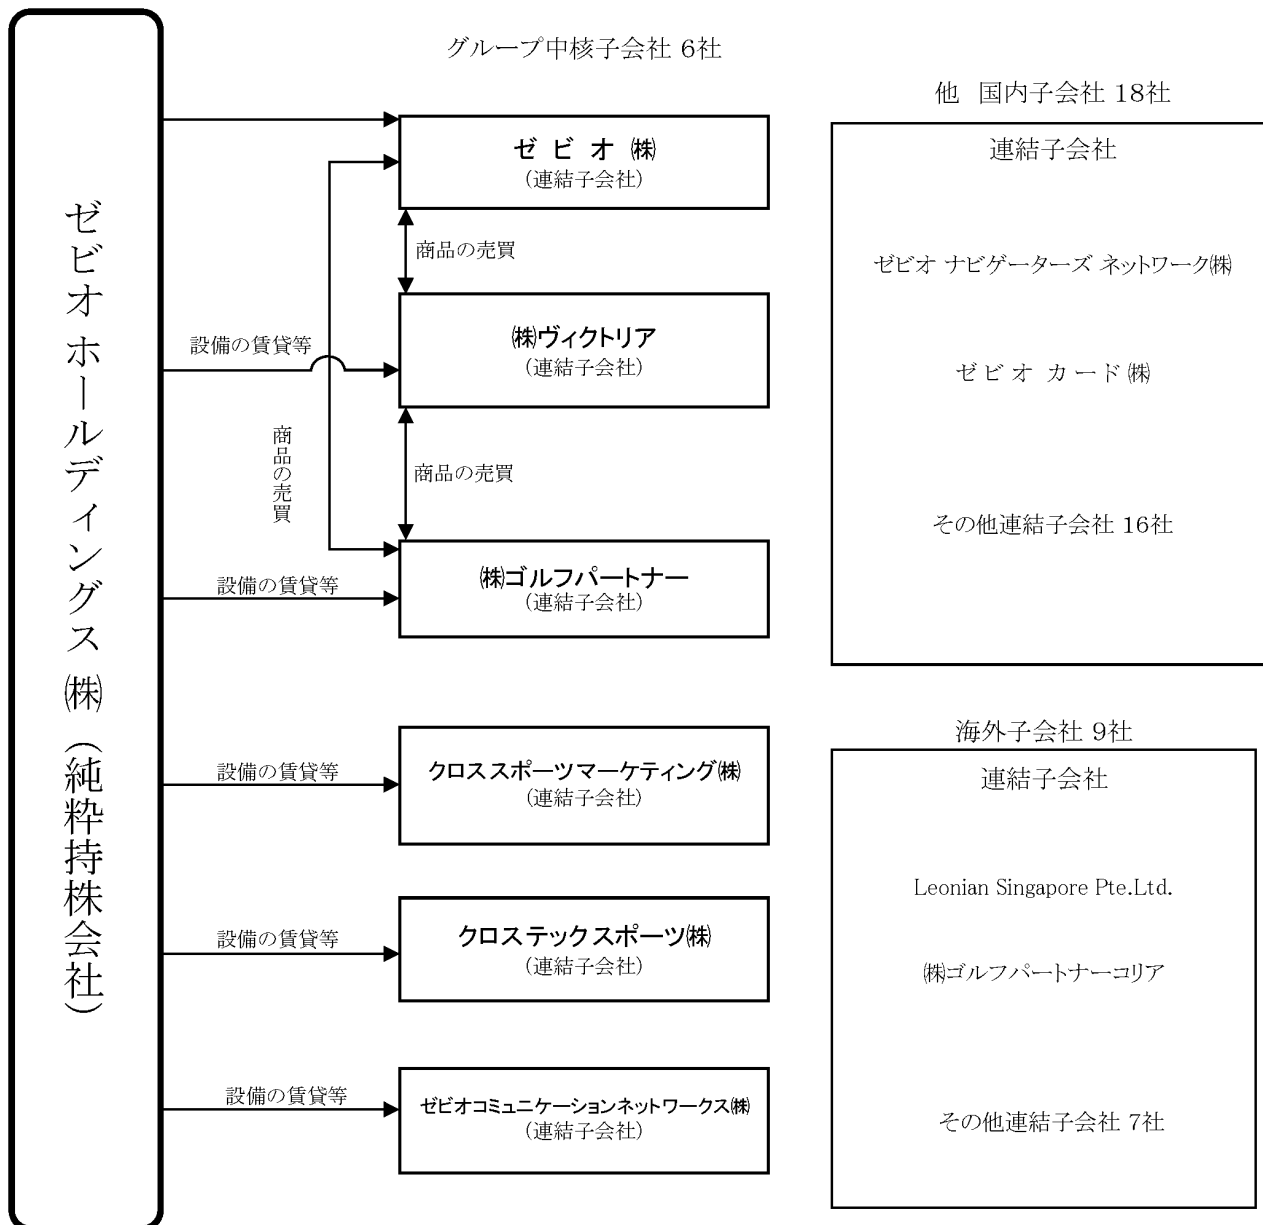 ゼビオ ホールディングス ㈱ (純粋持株会社)
グループ中核子会社 6社
ゼ ビ オ ㈱
(連結子会社)
商品の売買
設備の賃貸等
㈱ヴィクトリア
(連結子会社)
商品の売買
商品の売買
設備の賃貸等
㈱ゴルフパートナー
(連結子会社)
設備の賃貸等
クロススポーツマーケティング㈱
(連結子会社)
設備の賃貸等
クロステックスポーツ㈱
(連結子会社)
設備の賃貸等
ゼビオコミュニケーションネットワークス㈱
(連結子会社)
他 国内子会社 18社
連結子会社
ゼビオ ナビゲーターズ ネットワーク㈱
ゼ ビ オ カ ー ド ㈱
その他連結子会社 16社
海外子会社 9社
連結子会社
Leonian Singapore Pte.Ltd.
㈱ゴルフパートナーコリア
その他連結子会社 7社